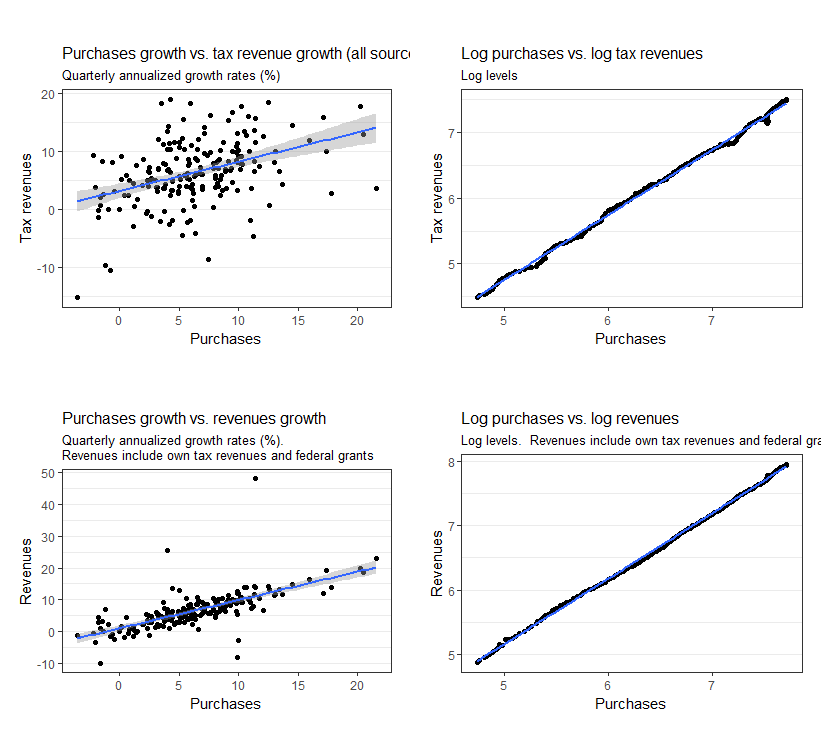 Purchases growth vs. tax revenue growth (all sourc
Quarterly annualized growth rates (%)
20
10
0
-10
Tax revenues
0
5
10
15
20
Purchases
Log purchases vs. log tax revenues
Log levels
7
6
5
Tax revenues
5
6
7
Purchases
Purchases growth vs. revenues growth
Quarterly annualized growth rates (%).
Revenues include own tax revenues and federal grants
50
40
30
20
10
0
-10
Revenues
0
5
10
15
20
Purchases
Log purchases vs. log revenues
Log levels.  Revenues include own tax revenues and federal gra
8
7
6
5
Revenues
5
6
7
Purchases